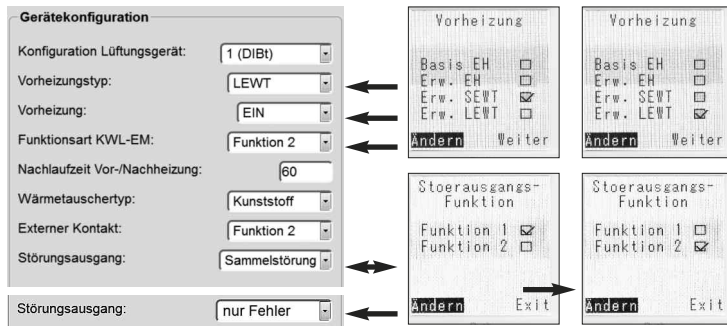 Gerätekonfiguration
Konfiguration Lüftungsgerät: 1 (DIBt)
Vorheizungstyp: LEWT
Vorheizung: EIN
Funktionsart KWL-EM: Funktion 2
Nachlaufzeit Vor-/Nachheizung: 60
Wärmetauschertyp: Kunststoff
Externer Kontakt: Funktion 2
Störungsausgang: Sammelstörung
Störungsausgang: nur Fehler
Vorheizung
Basis EH
Erw. EH
Erw. SEWT
Erw. LEWT
Ändern Weiter
Vorheizung
Basis EH
Erw. EH
Erw. SEWT
Erw. LEWT
Ändern Weiter
Stoerausgangs-
Funktion
Funktion 1
Funktion 2
Ändern Exit
Stoerausgangs-
Funktion
Funktion 1
Funktion 2
Ändern Exit